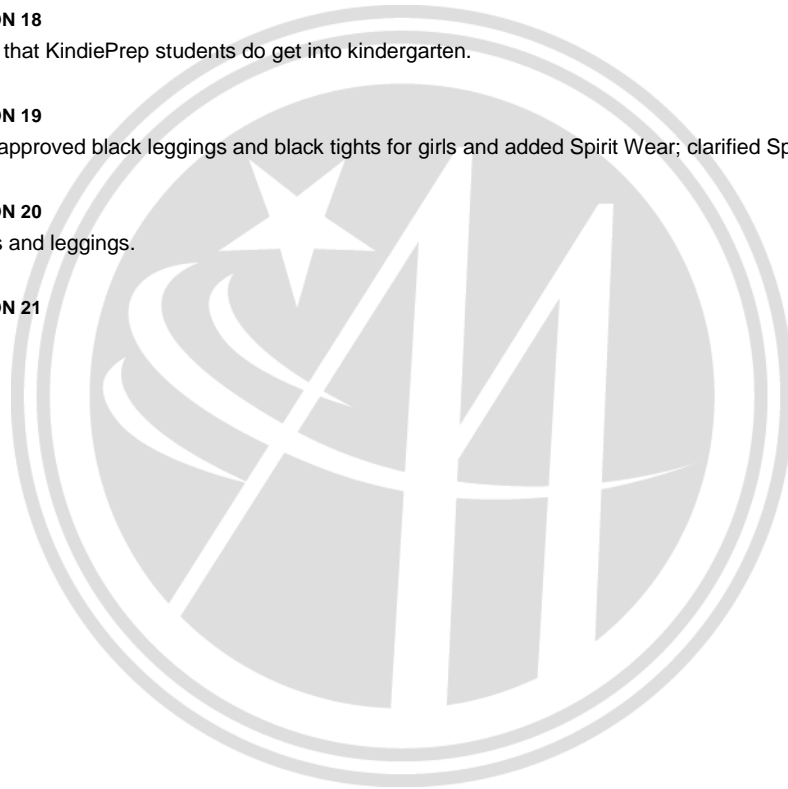 ON 18
that KindiePrep students do get into kindergarten.
ON 19
approved black leggings and black tights for girls and added Spirit Wear; clarified Sp
ON 20
s and leggings.
ON 21